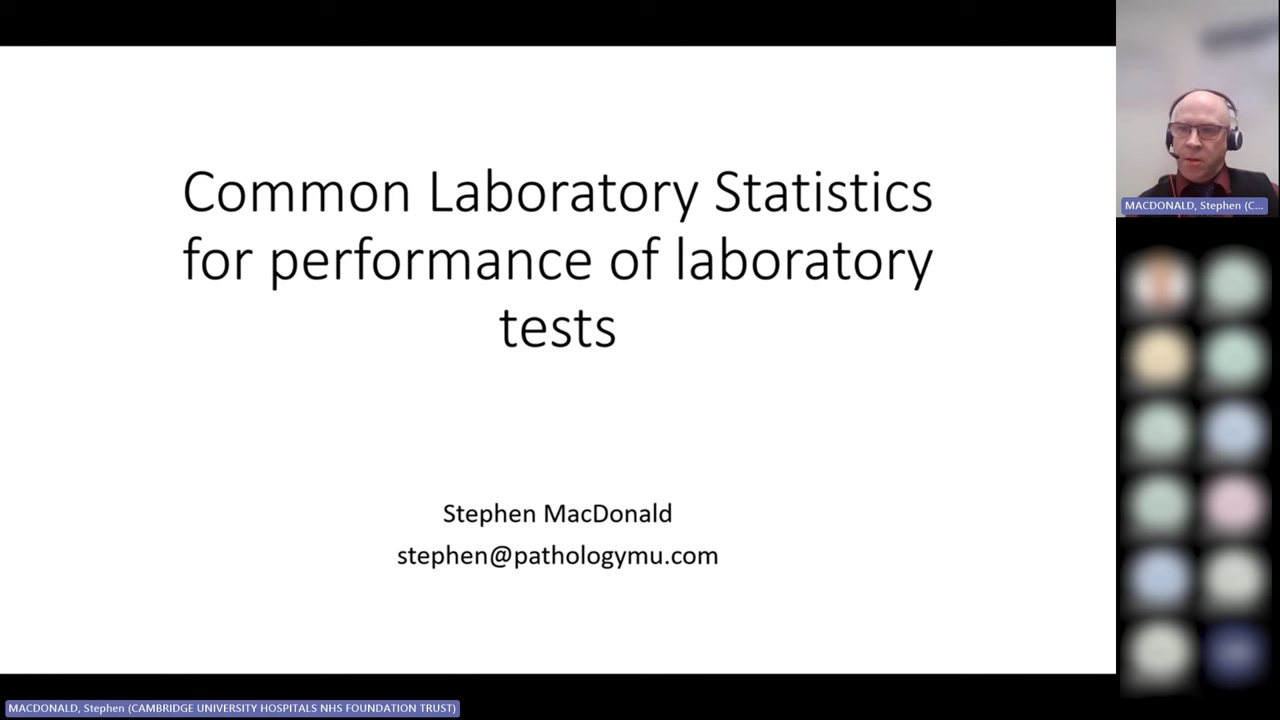 Common Laboratory Statistics
for performance of laboratory
tests
Stephen MacDonald
stephen@pathologymu.com
MACDONALD, Stephen (C...
MACDONALD, Stephen (CAMBRIDGE UNIVERSITY HOSPITALS NHS FOUNDATION TRUST)